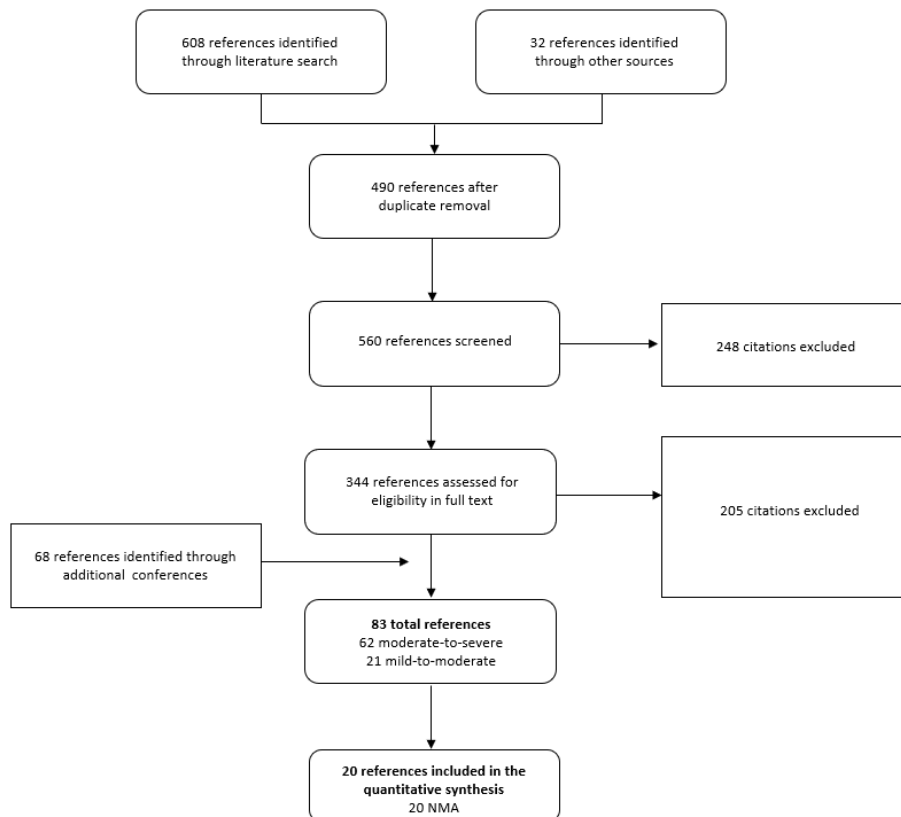 608 references identified
through literature search
32 references identified
through other sources
490 references after
duplicate removal
560 references screened
248 citations excluded
344 references assessed for
eligibility in full text
205 citations excluded
68 references identified through
additional conferences
83 total references
62 moderate-to-severe
21 mild-to-moderate
20 references included in the
quantitative synthesis
20 NMA